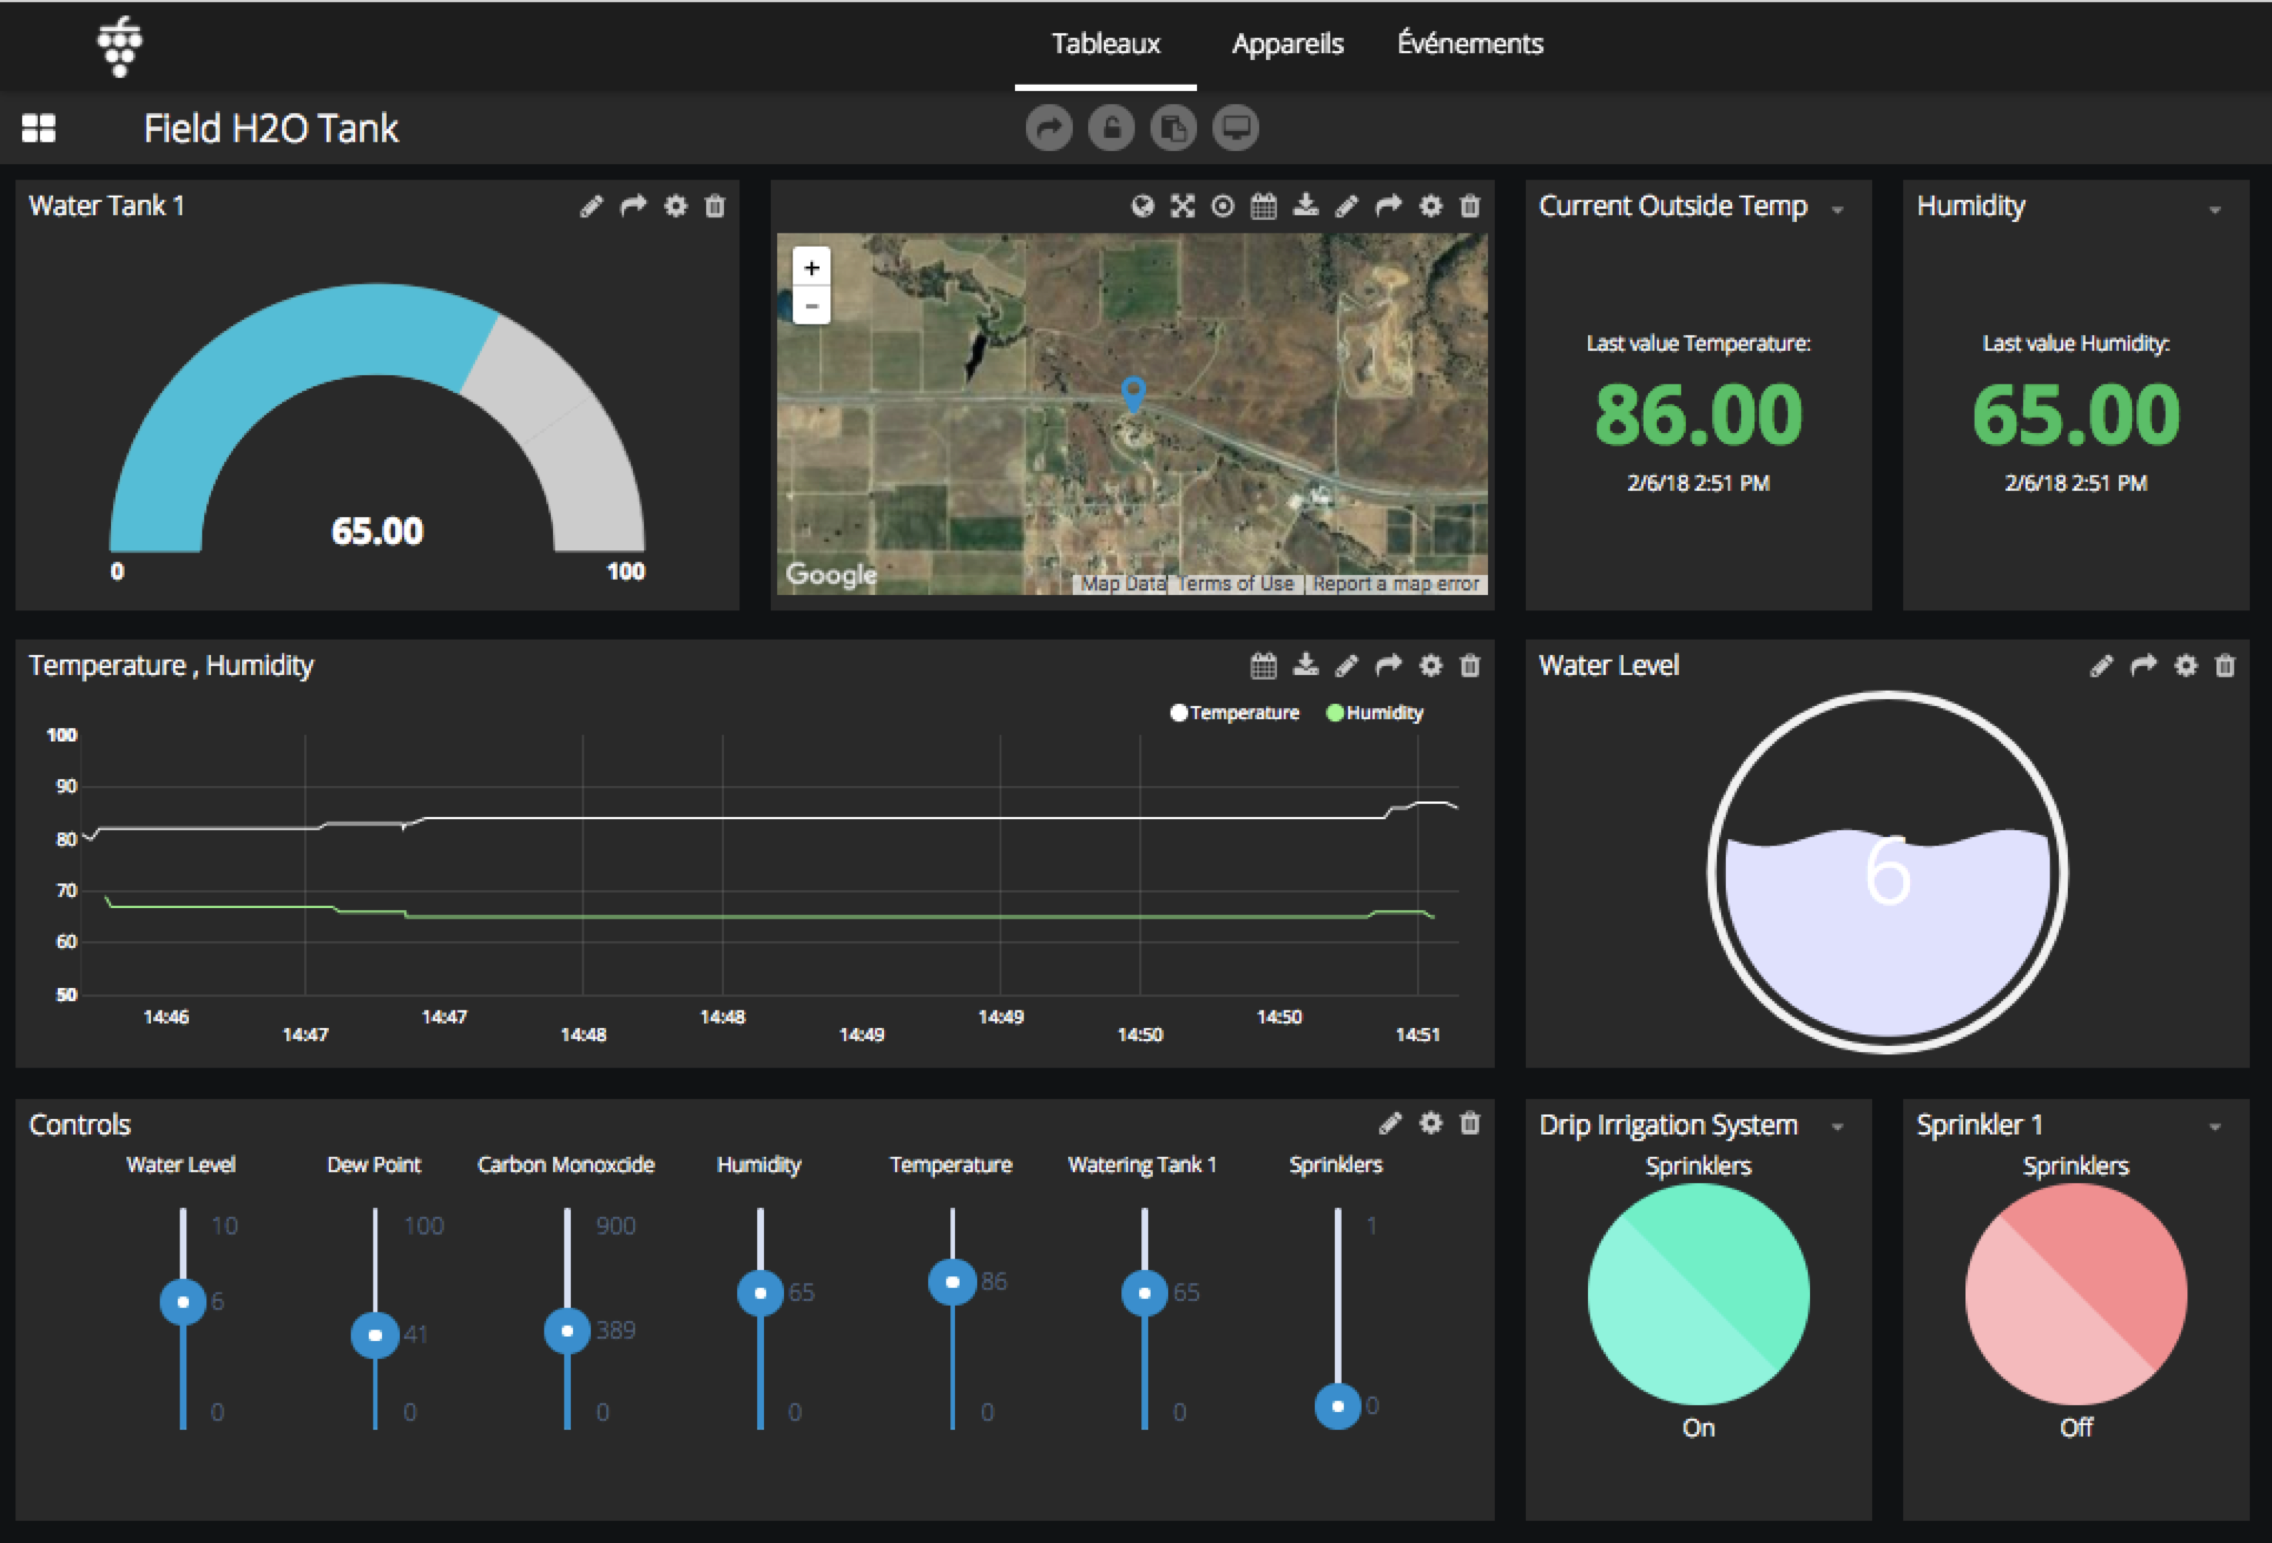 Tableaux Appareils Événements
Field H2O Tank
Water Tank 1
65.00
0 100
+
−
Google
Map Data Terms of Use Report a map error
Current Outside Temp
Last value Temperature:
86.00
2/6/18 2:51 PM
Humidity
Last value Humidity:
65.00
2/6/18 2:51 PM
Temperature , Humidity
Temperature Humidity
100
90
80
70
60
50
14:46 14:47 14:47 14:48 14:48 14:49 14:49 14:50 14:50 14:51
Water Level
6
Controls
Water Level Dew Point Carbon Monoxcide Humidity Temperature Watering Tank 1 Sprinklers
10 100 900 1
6 41 389 65 86 65 0
0 0 0 0 0 0
Drip Irrigation System
Sprinklers
On
Sprinkler 1
Sprinklers
Off